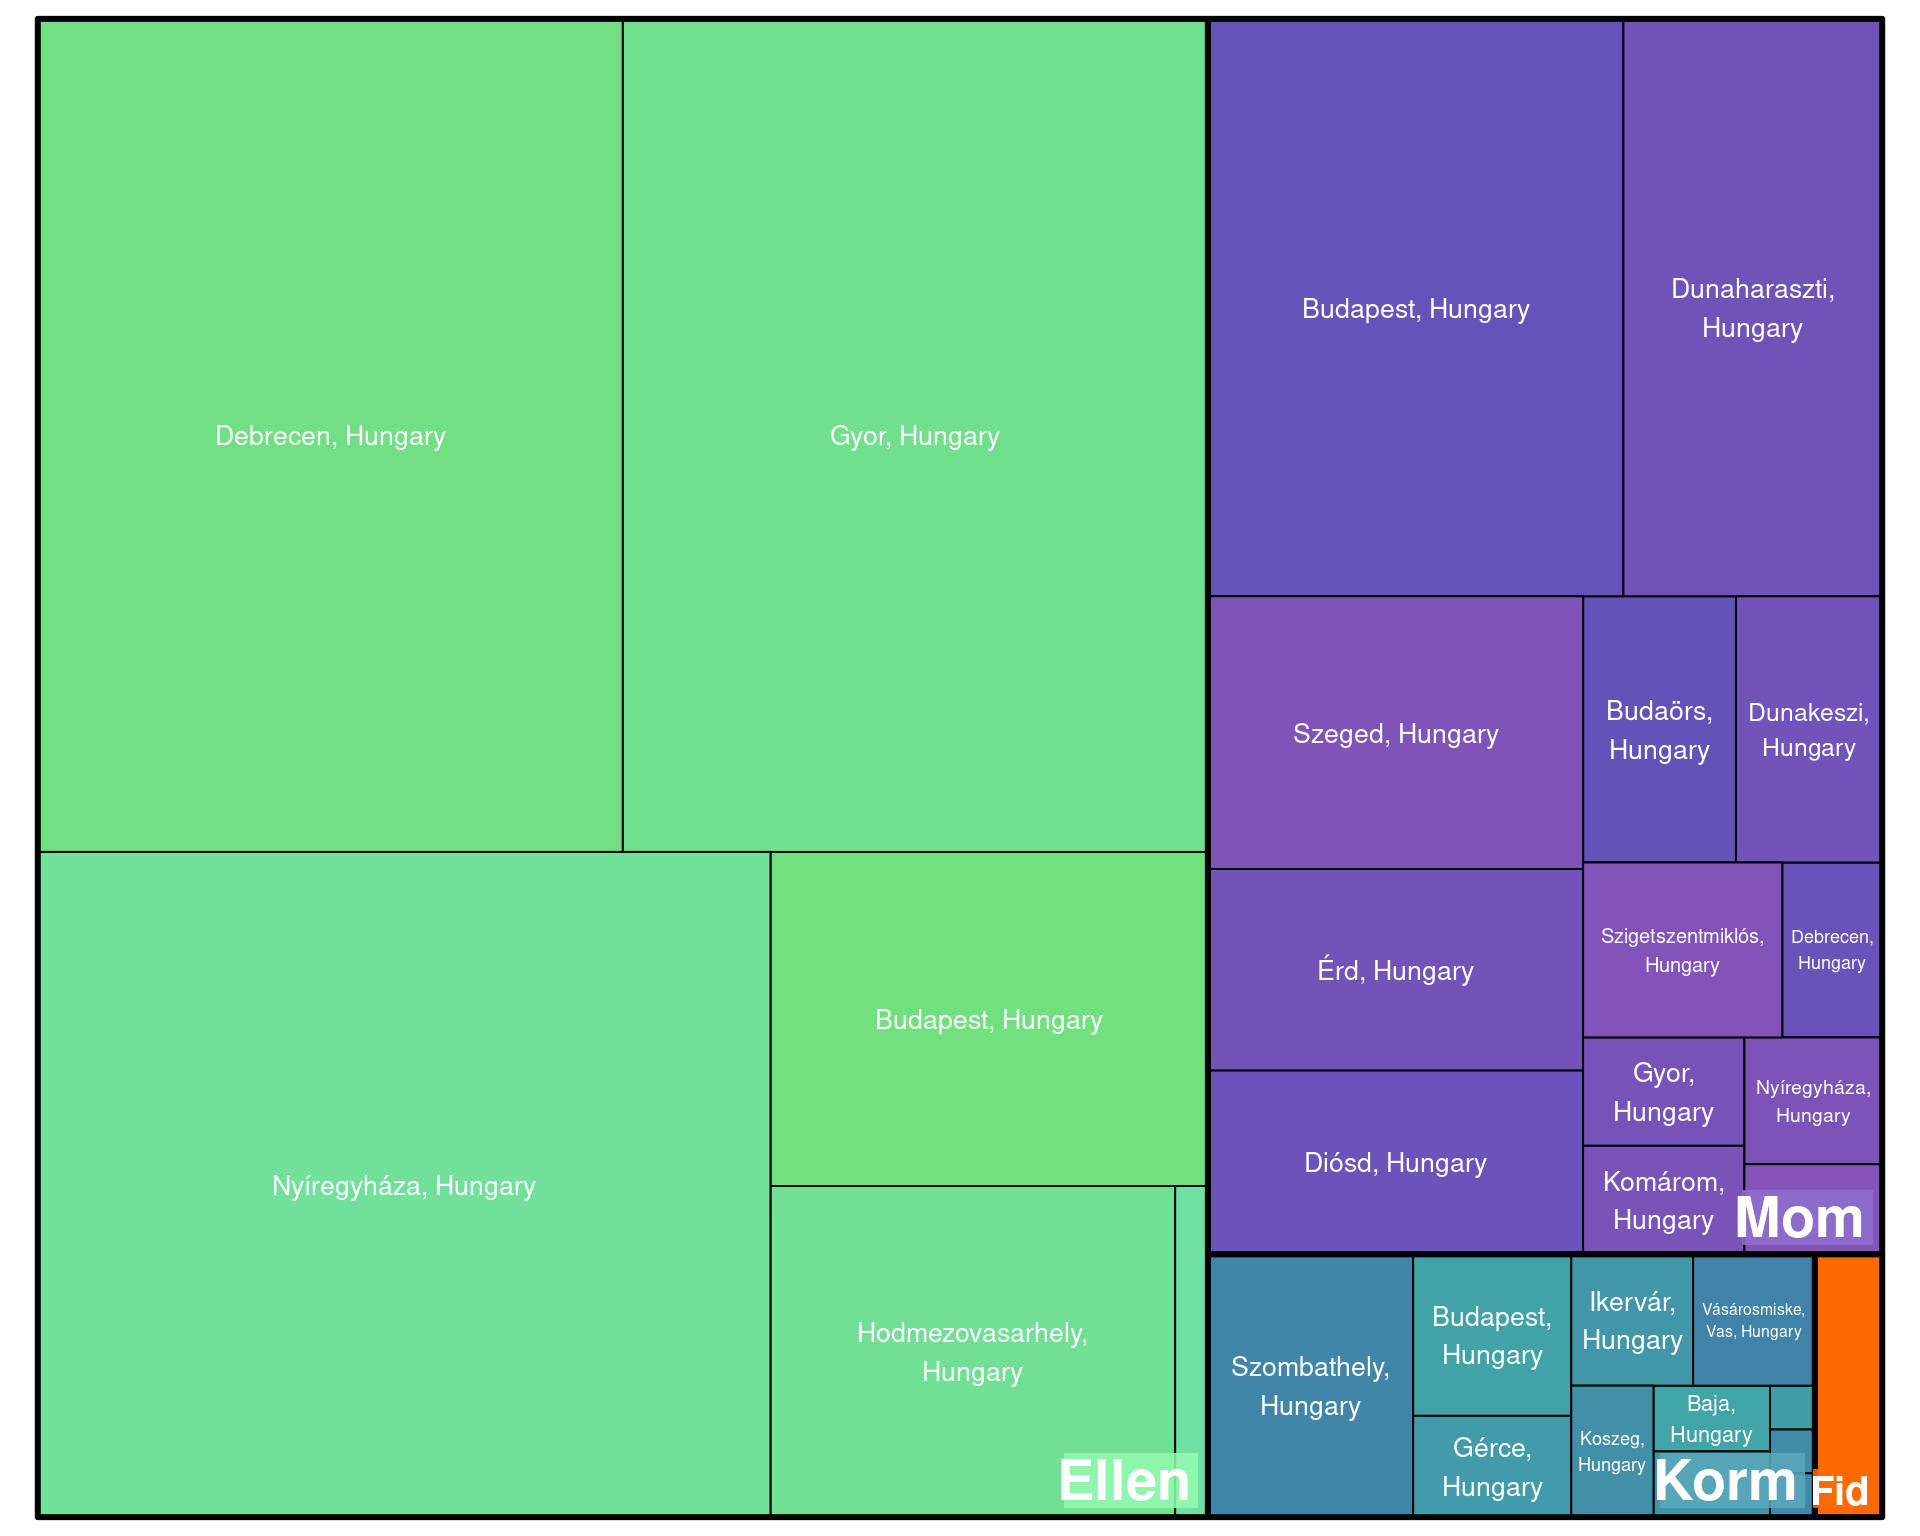 Debrecen, Hungary
Gyor, Hungary
Nyíregyháza, Hungary
Budapest, Hungary
Hodmezovasarhely,
Hungary
Ellen
Budapest, Hungary
Dunaharaszti,
Hungary
Szeged, Hungary
Budaörs,
Hungary
Dunakeszi,
Hungary
Érd, Hungary
Szigetszentmiklós,
Hungary
Debrecen,
Hungary
Diósd, Hungary
Gyor,
Hungary
Nyíregyháza,
Hungary
Komárom,
Hungary
Mom
Szombathely,
Hungary
Budapest,
Hungary
Ikervár,
Hungary
Vásárosmiske,
Vas, Hungary
Gérce,
Hungary
Koszeg,
Hungary
Baja,
Hungary
Korm
Fid